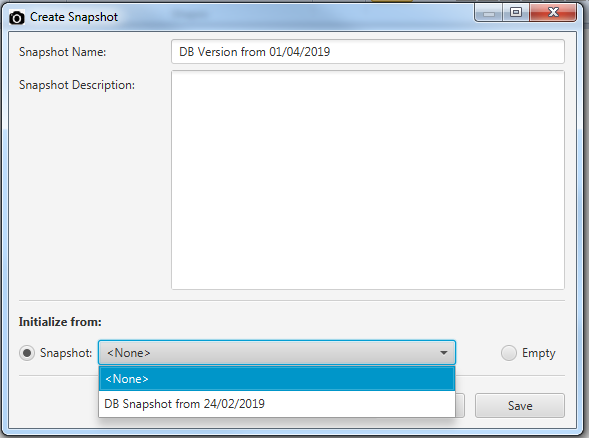 Create Snapshot
Snapshot Name: DB Version from 01/04/2019
Snapshot Description:
Initialize from:
Snapshot: <None> Empty
<None>
DB Snapshot from 24/02/2019
Save